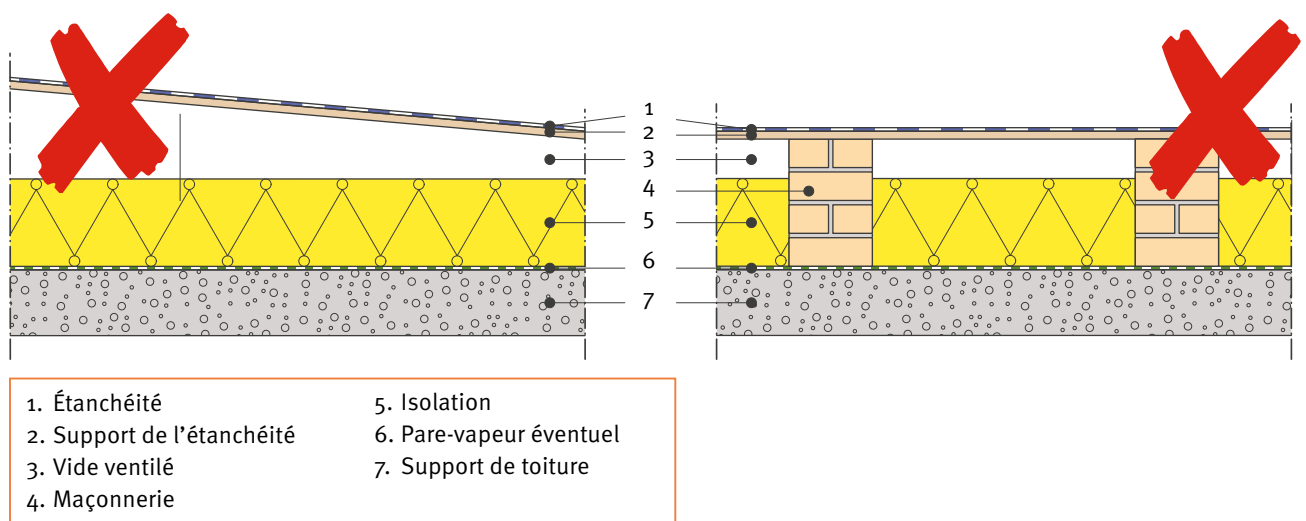 1
2
3
4
5
6
7
1. Étanchéité
2. Support de l’étanchéité
3. Vide ventilé
4. Maçonnerie
5. Isolation
6. Pare-vapeur éventuel
7. Support de toiture